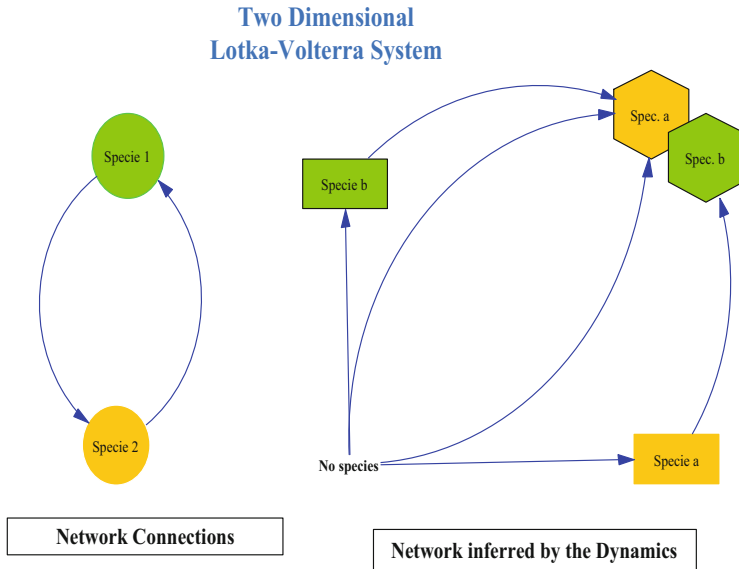 Two Dimensional
Lotka-Volterra System
Specie 1
Specie 2
Network Connections
Spec. a
Spec. b
Specie b
No species
Specie a
Network inferred by the Dynamics